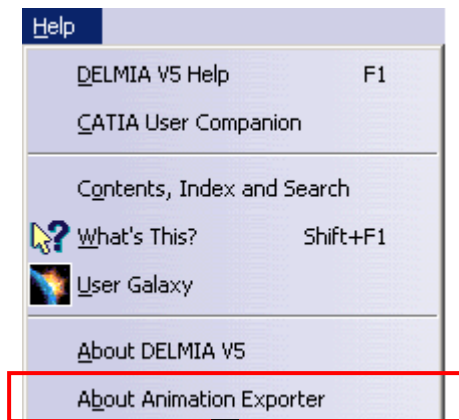 Help
DELMIA V5 Help F1
CATIA User Companion
Contents, Index and Search
What's This? Shift+F1
User Galaxy
About DELMIA V5
About Animation Exporter